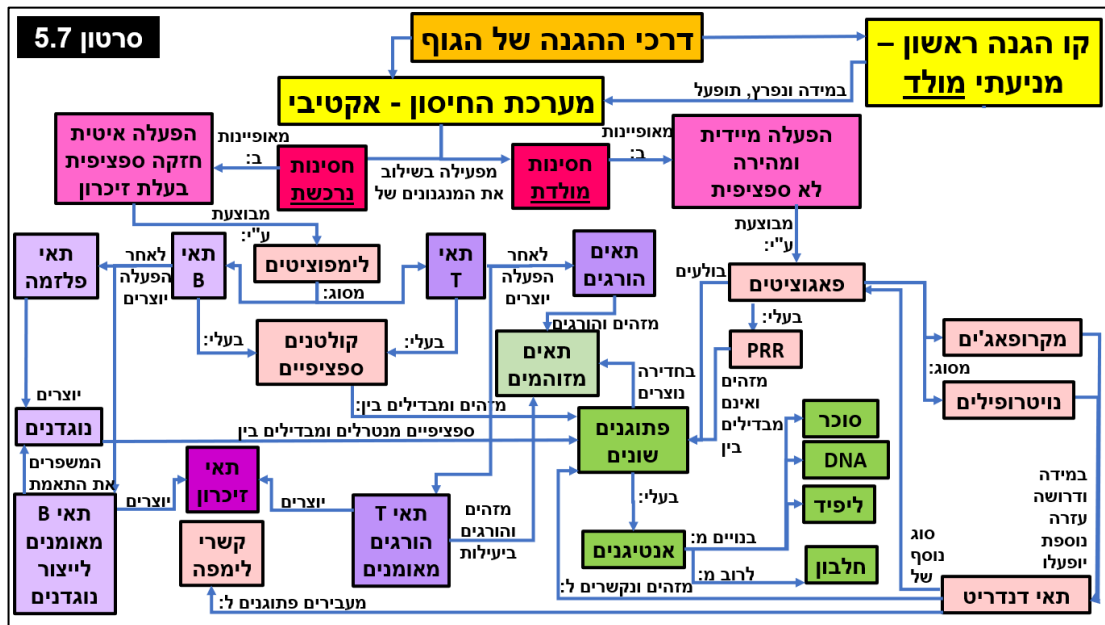 סרטון 5.7
דרכי ההגנה של הגוף
קו הגנה ראשון –
מניעתי מולד
במידה ונפרץ, תופעל
מערכת החיסון - אקטיבי
הפעלה מיידית
ומהירה
לא ספציפית
מאופיינות
ב:
חסינות
מולדת
מפעילה בשילוב
את המנגנונים של
חסינות
נרכשת
מאופיינות
ב:
הפעלה איטית
חזקה ספציפית
בעלת זיכרון
מבוצעת
ע"י:
מבוצעת
ע"י:
לימפוציטים
מסוג:
תאי
T
תאי
B
לאחר
הפעלה
יוצרים
תאי
פלזמה
לאחר
הפעלה
יוצרים
תאים
הורגים
בולעים
פאגוציטים
בעלי:
PRR
מזהים
ואינם
מבדילים
בין
מסוג:
מקרופאג'ים
נויטרופילים
מזהים והורגים
תאים
מזוהמים
בחדירה
נוצרים
בעלי:
קולטנים
ספציפיים
בעלי:
מזהים ומבדילים בין:
פתוגנים
שונים
יוצרים
נוגדנים
ספציפיים מנטרלים ומבדילים בין
המשפרים
את התאמת
תאי B
מאומנים
לייצור
נוגדנים
יוצרים
תאי
זיכרון
יוצרים
תאי T
הורגים
מאומנים
מזהים
והורגים
ביעילות
בעלי:
אנטיגנים
בנויים מ:
סוכר
DNA
ליפיד
לרוב מ:
חלבון
במידה
ודרושה
עזרה
נוספת
יופעלו
סוג
נוסף
של
תאי דנדריט
מזהים ונקשרים ל:
מעבירים פתוגנים ל:
קשרי
לימפה